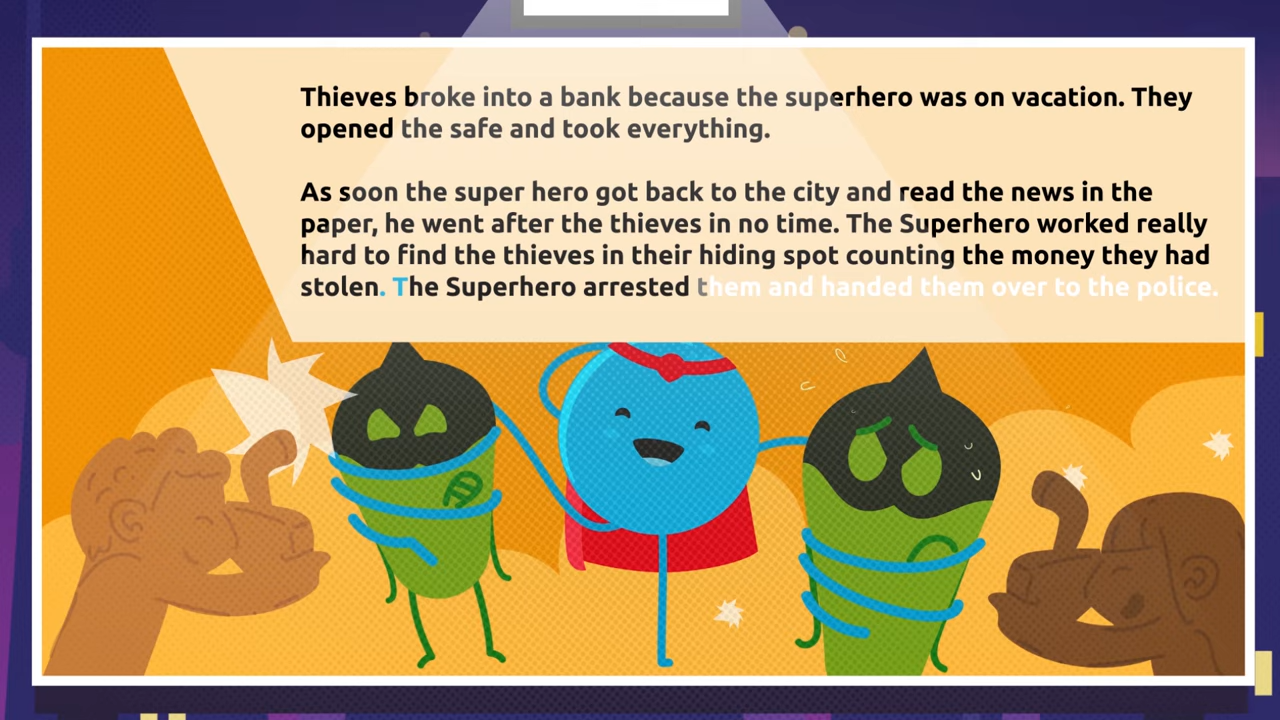 Thieves broke into a bank because the superhero was on vacation. They
opened the safe and took everything.
As soon the super hero got back to the city and read the news in the
paper, he went after the thieves in no time. The Superhero worked really
hard to find the thieves in their hiding spot counting the money they had
stolen. The Superhero arrested them and handed them over to the police.